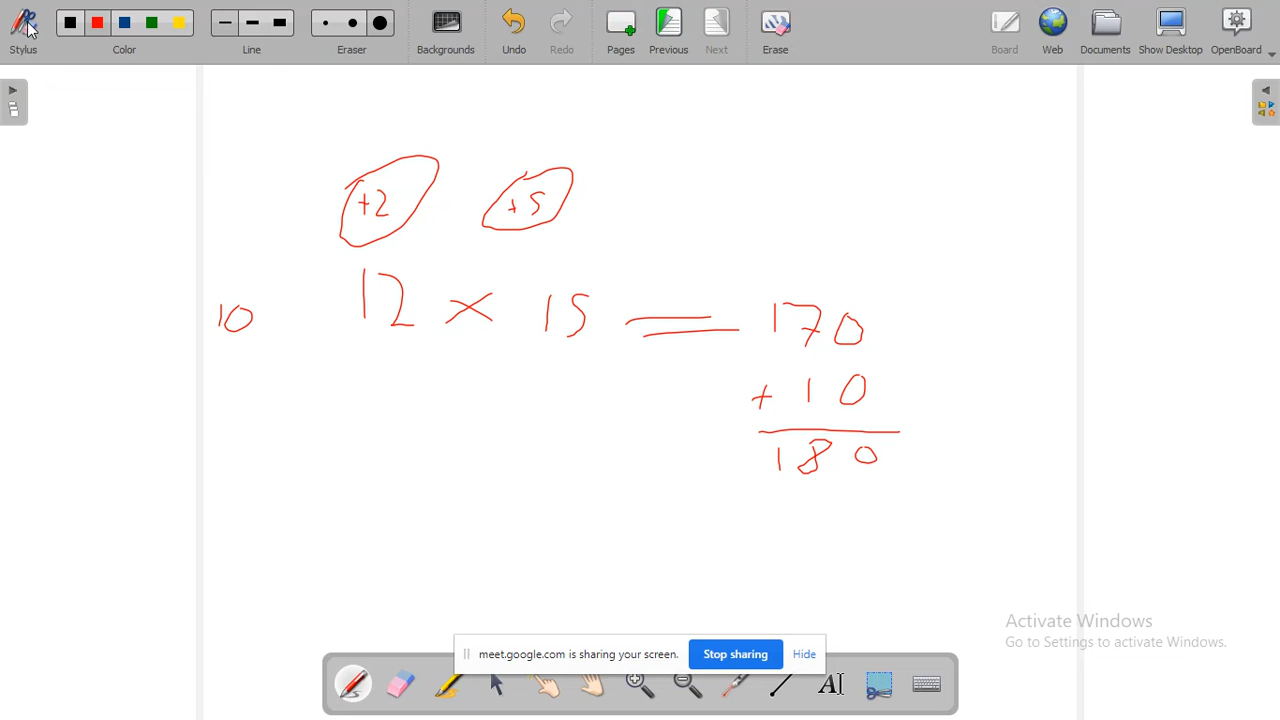 Stylus Color Line Eraser Backgrounds Undo Redo Pages Previous Next Erase Board Web Documents Show Desktop OpenBoard
+2 +5
10 12 × 15 = 170
+ 10
180
Activate Windows
Go to Settings to activate Windows.
meet.google.com is sharing your screen. Stop sharing Hide